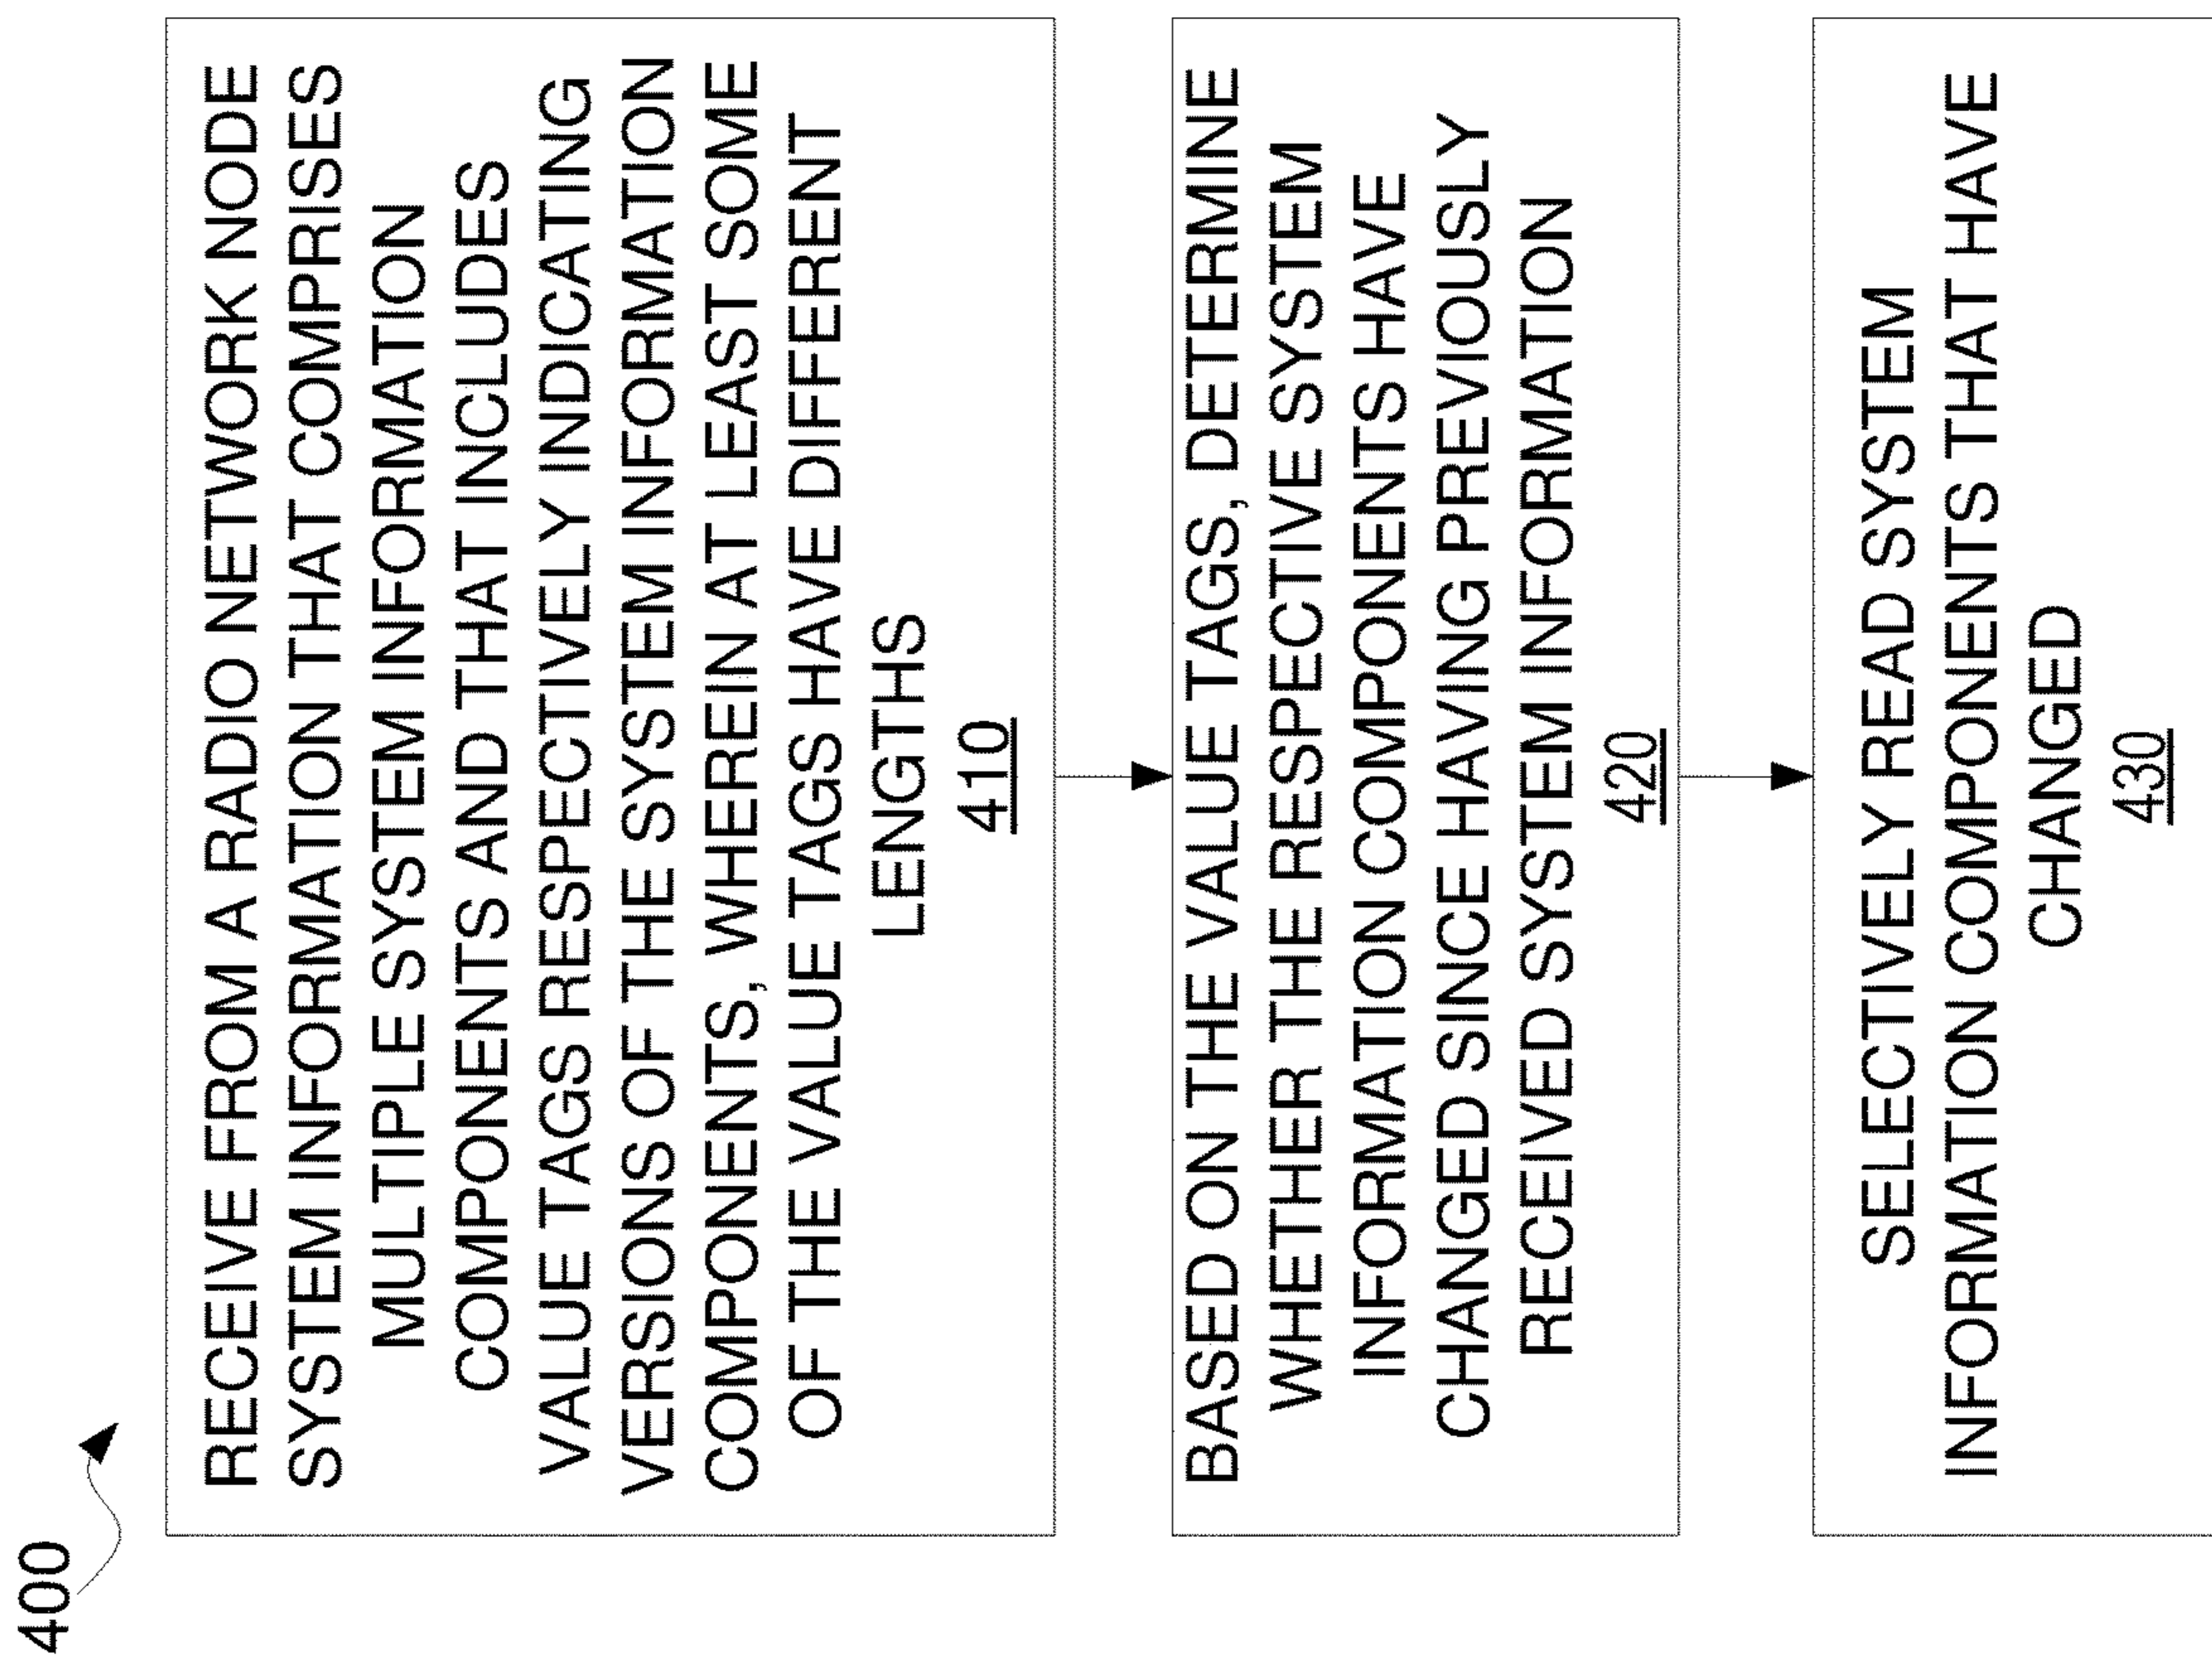 400
RECEIVE FROM A RADIO NETWORK NODE
SYSTEM INFORMATION THAT COMPRISES
MULTIPLE SYSTEM INFORMATION
COMPONENTS AND THAT INCLUDES
VALUE TAGS RESPECTIVELY INDICATING
VERSIONS OF THE SYSTEM INFORMATION
COMPONENTS, WHEREIN AT LEAST SOME
OF THE VALUE TAGS HAVE DIFFERENT
LENGTHS
410
BASED ON THE VALUE TAGS, DETERMINE
WHETHER THE RESPECTIVE SYSTEM
INFORMATION COMPONENTS HAVE
CHANGED SINCE HAVING PREVIOUSLY
RECEIVED SYSTEM INFORMATION
420
SELECTIVELY READ SYSTEM
INFORMATION COMPONENTS THAT HAVE
CHANGED
430